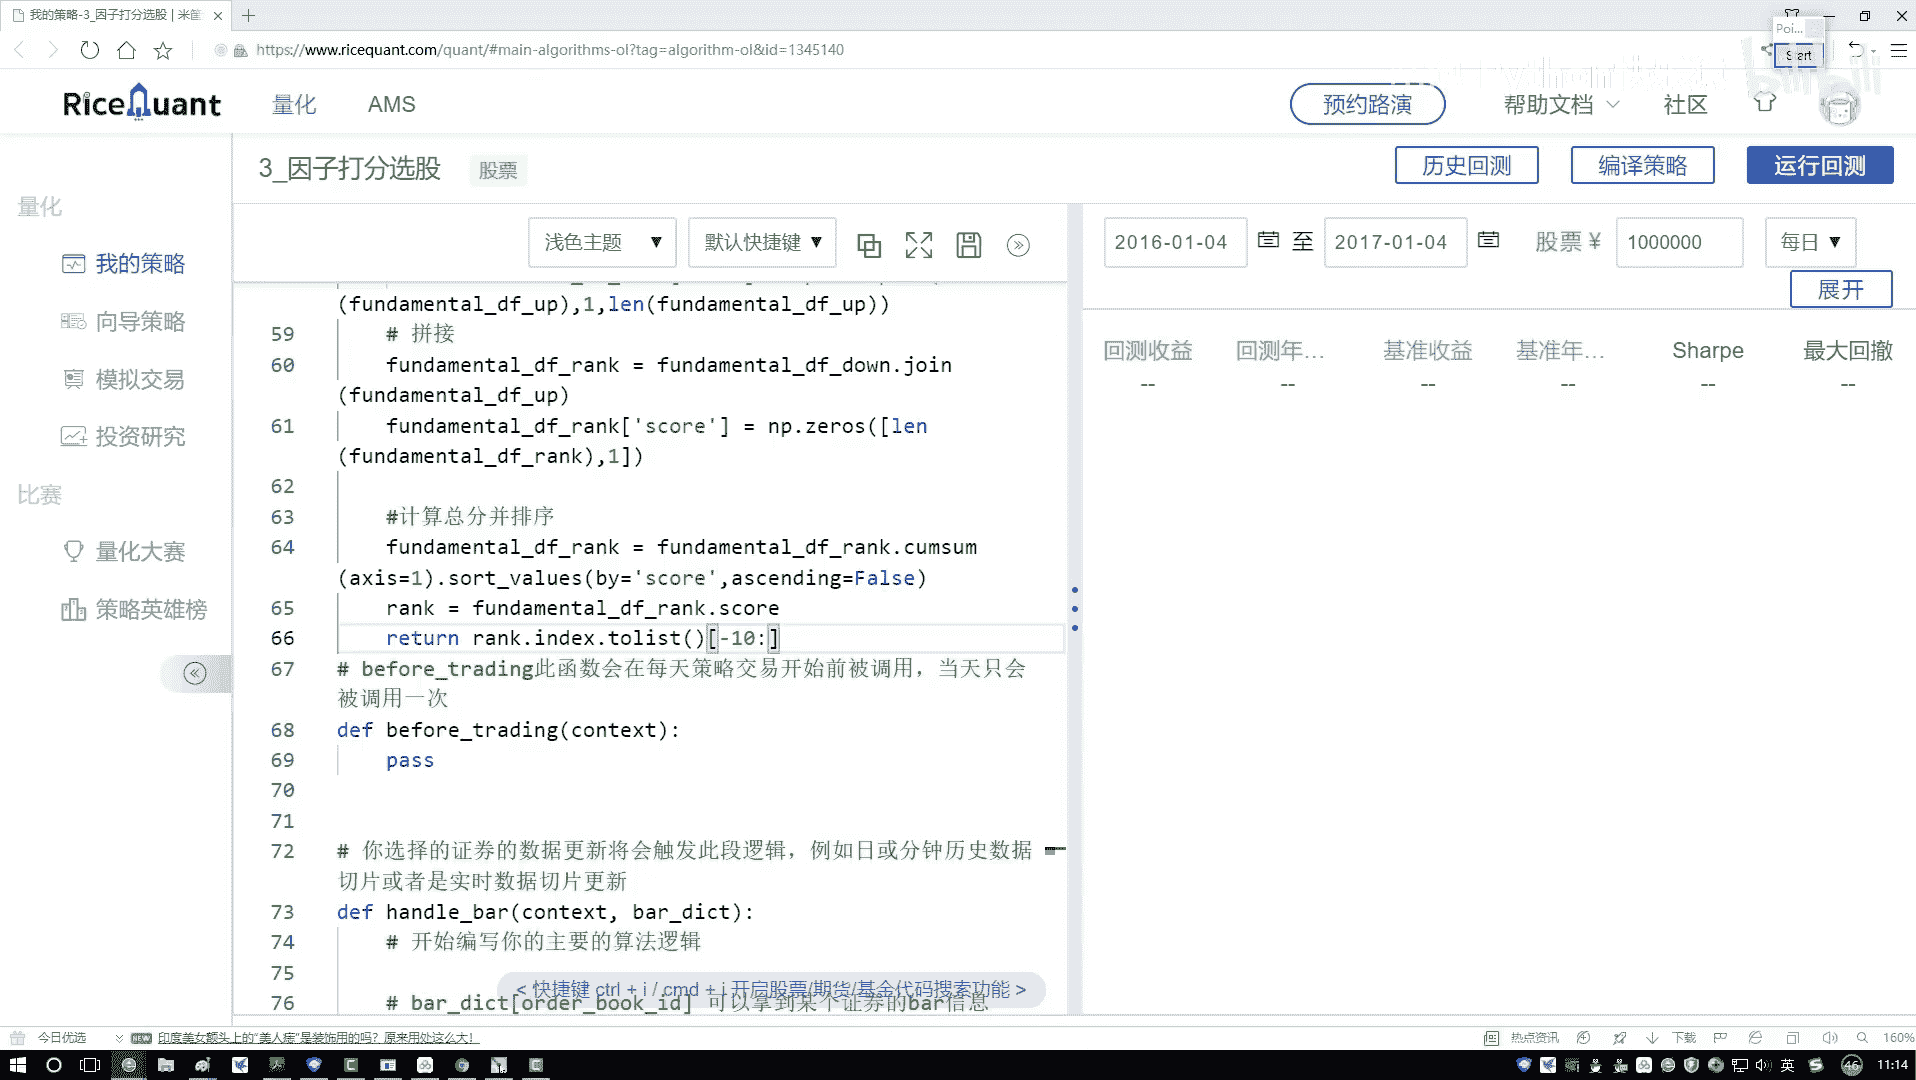 我的策略-3_因子打分选股 | 米筐
Poi...
https://www.ricequant.com/quant/#main-algorithms-ol?tag=algorithm-ol&id=1345140
Start
RiceQuant
量化
AMS
预约路演
帮助文档
社区
3_因子打分选股
股票
历史回测
编译策略
运行回测
量化
我的策略
向导策略
模拟交易
投资研究
比赛
量化大赛
策略英雄榜
浅色主题 ▼
默认快捷键 ▼
2016-01-04
至
2017-01-04
股票 ¥
1000000
每日 ▼
展开
回测收益
回测年...
基准收益
基准年...
Sharpe
最大回撤
-- -- -- -- -- --
(fundamental_df_up),1,len(fundamental_df_up))
59 # 拼接
60 fundamental_df_rank = fundamental_df_down.join
(fundamental_df_up)
61 fundamental_df_rank['score'] = np.zeros([len
(fundamental_df_rank),1])
62
63 #计算总分并排序
64 fundamental_df_rank = fundamental_df_rank.cumsum
(axis=1).sort_values(by='score',ascending=False)
65 rank = fundamental_df_rank.score
66 return rank.index.tolist()[-10:]
67 # before_trading此函数会在每天策略交易开始前被调用，当天只会
被调用一次
68 def before_trading(context):
69 pass
70
71
72 # 你选择的证券的数据更新将会触发此段逻辑，例如日或分钟历史数据
切片或者是实时数据切片更新
73 def handle_bar(context, bar_dict):
74 # 开始编写你的主要的算法逻辑
75
< 快捷键 ctrl + i / cmd + i 开启股票/期货/基金代码搜索功能 >
76 # bar_dict[order_book_id] 可以拿到某个证券的bar信息
今日优选
NEW
印度美女额头上的“美人痣”是装饰用的吗？原来用处这么大！
热点资讯
下载
160%
英
46
11:14